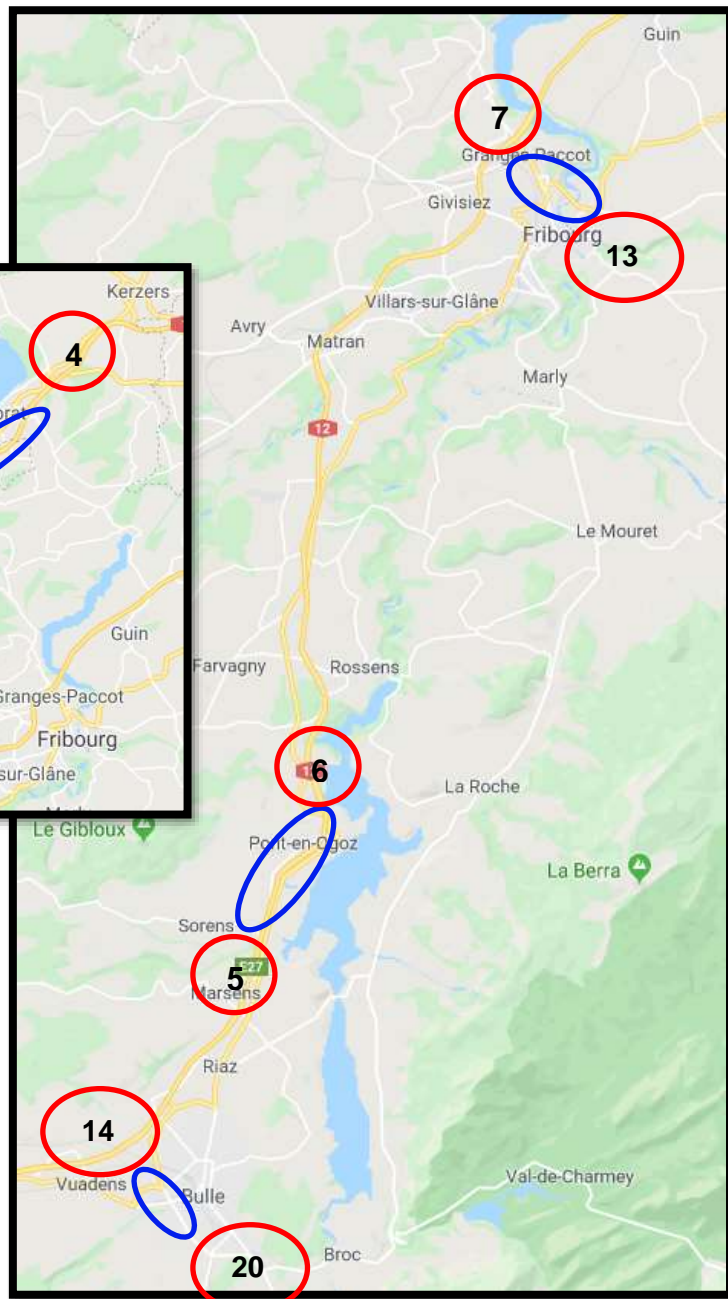 Guin
7
Granges-Paccot
Givisiez
Fribourg
13
Kerzers
4
Villars-sur-Glâne
Avry
Matran
Marly
12
Le Mouret
Guin
Farvagny
Rossens
Granges-Paccot
Fribourg
6
sur-Glâne
La Roche
Le Gibloux
Pont-en-Ogoz
La Berra
Sorens
5
E27
Marsens
Riaz
14
Vuadens
Bulle
Val-de-Charmey
Broc
20